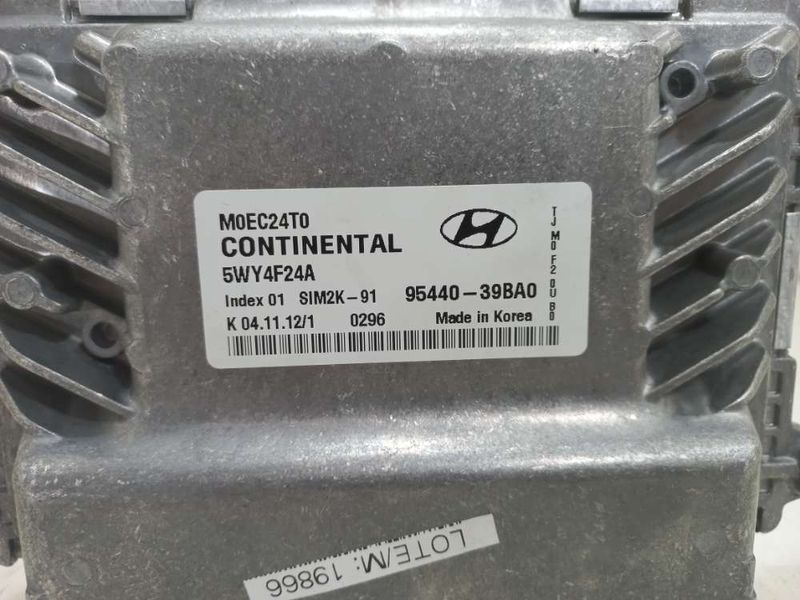 M0EC24T0
CONTINENTAL
5WY4F24A
Index 01 SIM2K-91 95440-39BA0
K 04.11.12/1 0296 Made in Korea
TJ M0 F2 0U B0
LOTE/M: 19866